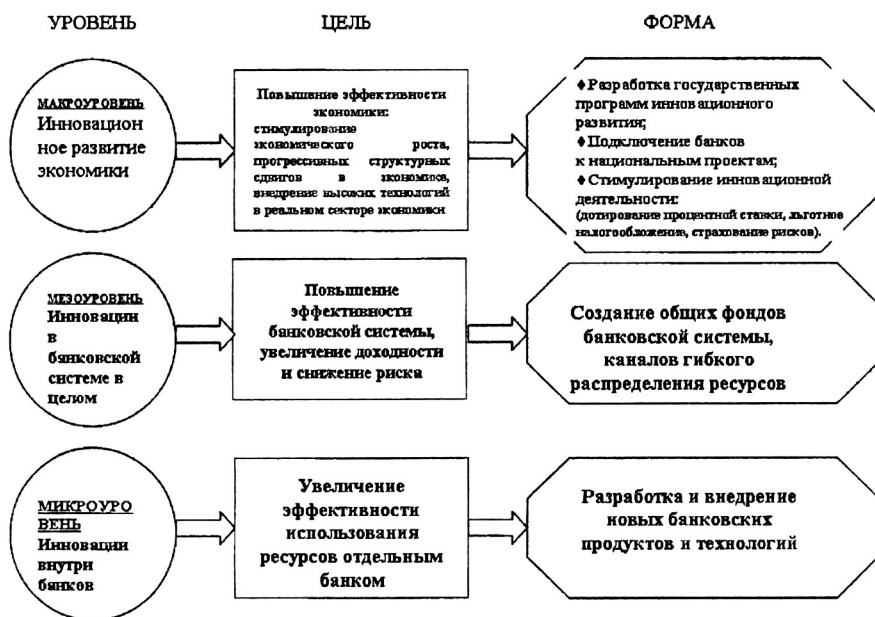 УРОВЕНЬ ЦЕЛЬ ФОРМА
МАКРОУРОВЕНЬ
Инновацион
ное развитие
экономики
Повышение эффективности
экономики:
стимулирование
экономического роста,
прогрессивных структурных
сдвигов в экономике,
внедрение высоких технологий
в реальном секторе экономики
♦Разработка государственных
программ инновационного
развития;
♦Подключение банков
к национальным проектам;
♦Стимулирование инновационной
деятельности:
(дотирование процентной ставки, льготное
налогообложение, страхование рисков).
МЕЗОУРОВЕНЬ
Инновации
в
банковской
системе в
целом
Повышение
эффективности
банковской системы,
увеличение доходности
и снижение риска
Создание общих фондов
банковской системы,
каналов гибкого
распределения ресурсов
МИКРОУРО
ВЕНЬ
Инновации
внутри
банков
Увеличение
эффективности
использования
ресурсов отдельным
банком
Разработка и внедрение
новых банковских
продуктов и технологий